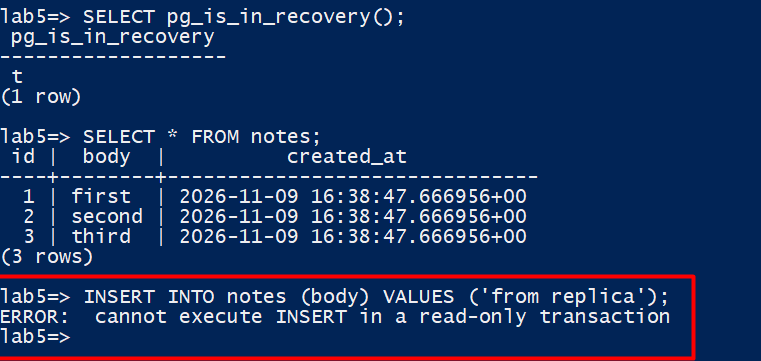 lab5=> SELECT pg_is_in_recovery();
 pg_is_in_recovery
-------------------
 t
(1 row)

lab5=> SELECT * FROM notes;
 id |  body  |          created_at
----+--------+-------------------------------
  1 | first  | 2026-11-09 16:38:47.666956+00
  2 | second | 2026-11-09 16:38:47.666956+00
  3 | third  | 2026-11-09 16:38:47.666956+00
(3 rows)

lab5=> INSERT INTO notes (body) VALUES ('from replica');
ERROR:  cannot execute INSERT in a read-only transaction
lab5=>